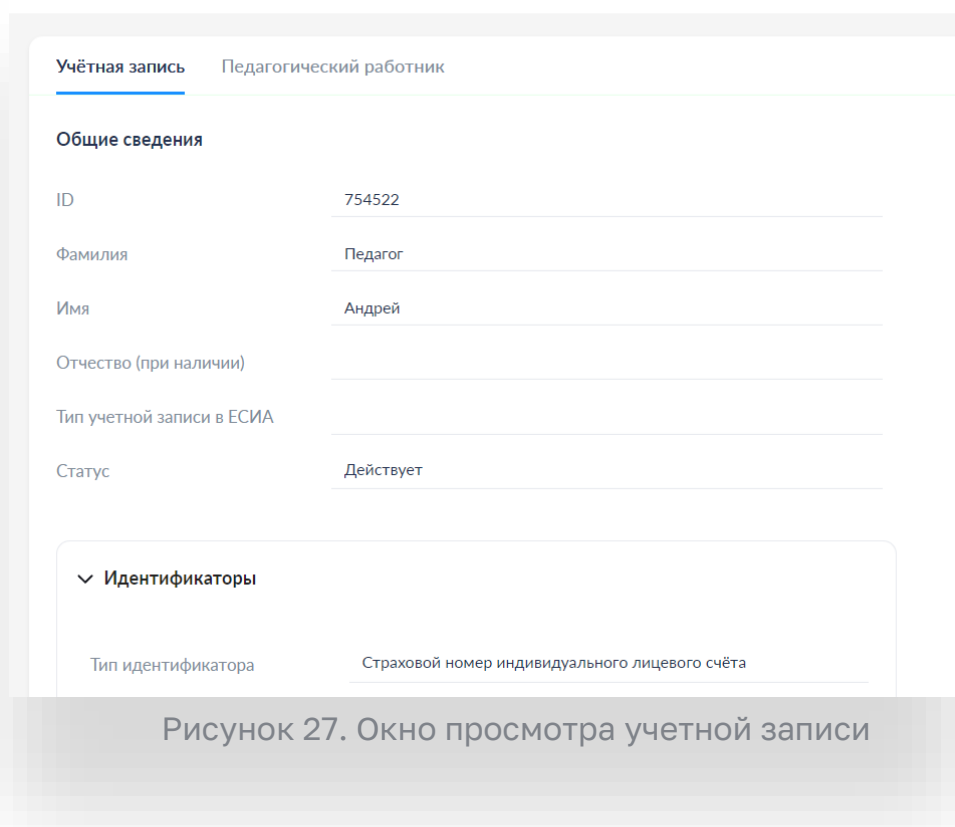 Учётная запись Педагогический работник
Общие сведения
ID 754522
Фамилия Педагог
Имя Андрей
Отчество (при наличии)
Тип учетной записи в ЕСИА
Статус Действует
Идентификаторы
Тип идентификатора Страховой номер индивидуального лицевого счёта
Рисунок 27. Окно просмотра учетной записи